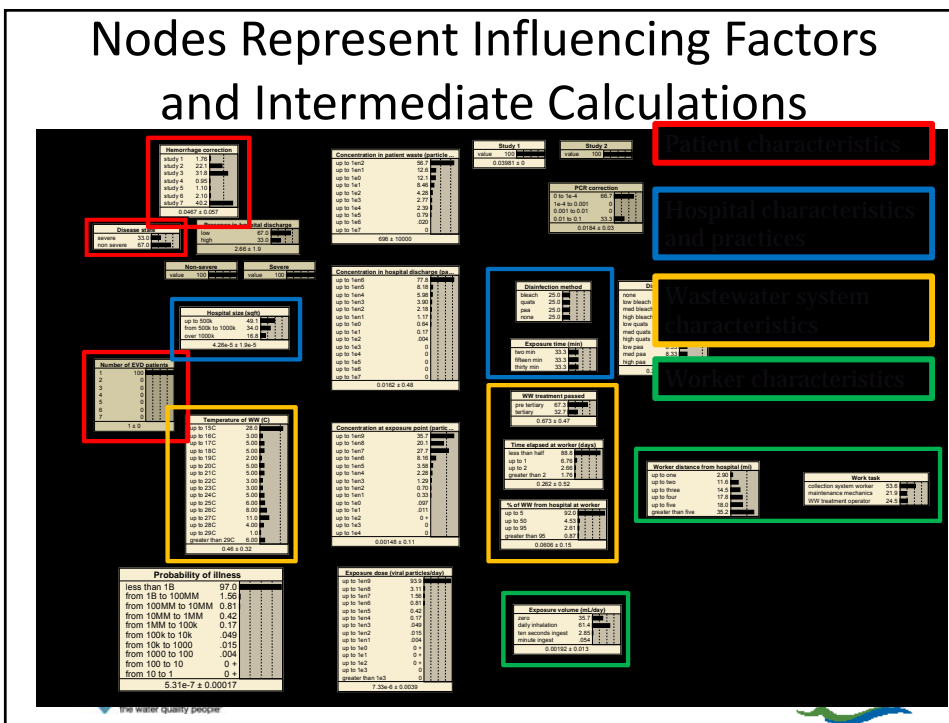 Nodes Represent Influencing Factors
and Intermediate Calculations
Patient characteristics
Hospital characteristics
and practices
Wastewater system
characteristics
Worker characteristics
Hemorrhage correction
study 1 1.76
study 2 22.1
study 3 31.8
study 4 0.95
study 5 1.10
study 6 2.10
study 7 40.2
0.0467 ± 0.057
Disease state
severe 33.0
non severe 67.0
hospital discharge
low 67.0
high 33.0
2.66 ± 1.9
Non-severe
value 100
Severe
value 100
Hospital size (sqft)
up to 500k 49.1
from 500k to 1000k 34.0
over 1000k 16.8
4.26e-5 ± 1.9e-5
Number of EVD patients
1 100
2 0
3 0
4 0
5 0
6 0
7 0
1 ± 0
Temperature of WW (C)
up to 15C 28.0
up to 16C 3.00
up to 17C 5.00
up to 18C 5.00
up to 19C 2.00
up to 20C 5.00
up to 21C 5.00
up to 22C 3.00
up to 23C 3.00
up to 24C 5.00
up to 25C 6.00
up to 26C 8.00
up to 27C 11.0
up to 28C 4.00
up to 29C 1.0
greater than 29C 6.00
0.46 ± 0.32
Probability of illness
less than 1B 97.0
from 1B to 100MM 1.56
from 100MM to 10MM 0.81
from 10MM to 1MM 0.42
from 1MM to 100k 0.17
from 100k to 10k .049
from 10k to 1000 .015
from 1000 to 100 .004
from 100 to 10 0 +
from 10 to 1 0 +
5.31e-7 ± 0.00017
Concentration in patient waste (particle ...
up to 1en2 56.7
up to 1en1 12.6
up to 1e0 12.1
up to 1e1 8.46
up to 1e2 4.28
up to 1e3 2.77
up to 1e4 2.39
up to 1e5 0.79
up to 1e6 .020
up to 1e7 0
696 ± 10000
Concentration in hospital discharge (pa...
up to 1en6 77.8
up to 1en5 8.18
up to 1en4 5.98
up to 1en3 3.90
up to 1en2 2.18
up to 1en1 1.17
up to 1e0 0.64
up to 1e1 0.17
up to 1e2 .004
up to 1e3 0
up to 1e4 0
up to 1e5 0
up to 1e6 0
up to 1e7 0
0.0162 ± 0.48
Concentration at exposure point (partic...
up to 1en9 35.7
up to 1en8 20.1
up to 1en7 27.7
up to 1en6 8.16
up to 1en5 3.58
up to 1en4 2.28
up to 1en3 1.29
up to 1en2 0.70
up to 1en1 0.33
up to 1e0 .097
up to 1e1 .011
up to 1e2 0 +
up to 1e3 0
up to 1e4 0
0.00148 ± 0.11
Exposure dose (viral particles/day)
up to 1en9 93.9
up to 1en8 3.11
up to 1en7 1.56
up to 1en6 0.81
up to 1en5 0.42
up to 1en4 0.17
up to 1en3 .049
up to 1en2 .015
up to 1en1 .004
up to 1e0 0 +
up to 1e1 0 +
up to 1e2 0 +
up to 1e3 0
greater than 1e3 0
7.33e-6 ± 0.0039
Study 1
value 100
0.03981 ± 0
Study 2
value 100
PCR correction
0 to 1e-4 66.7
1e-4 to 0.001 0
0.001 to 0.01 0
0.01 to 0.1 33.3
0.0184 ± 0.03
Disinfection method
bleach 25.0
quats 25.0
paa 25.0
none 25.0
Exposure time (min)
two min 33.3
fifteen min 33.3
thirty min 33.3
none
low bleach
med bleach
high bleach
low quats
med quats
high quats
low paa
med paa 8.33
high paa
WW treatment passed
pre tertiary 67.3
tertiary 32.7
0.673 ± 0.47
Time elapsed at worker (days)
less than half 88.8
up to 1 6.76
up to 2 2.66
greater than 2 1.76
0.262 ± 0.52
% of WW from hospital at worker
up to 5 92.0
up to 50 4.53
up to 95 2.61
greater than 95 0.87
0.0606 ± 0.15
Exposure volume (mL/day)
zero 35.7
daily inhalation 61.4
ten seconds ingest 2.85
minute ingest .054
0.00192 ± 0.013
Worker distance from hospital (mi)
up to one 2.90
up to two 11.6
up to three 14.5
up to four 17.8
up to five 18.0
greater than five 35.2
Work task
collection system worker 53.6
maintenance mechanics 21.9
WW treatment operator 24.5
the water quality people